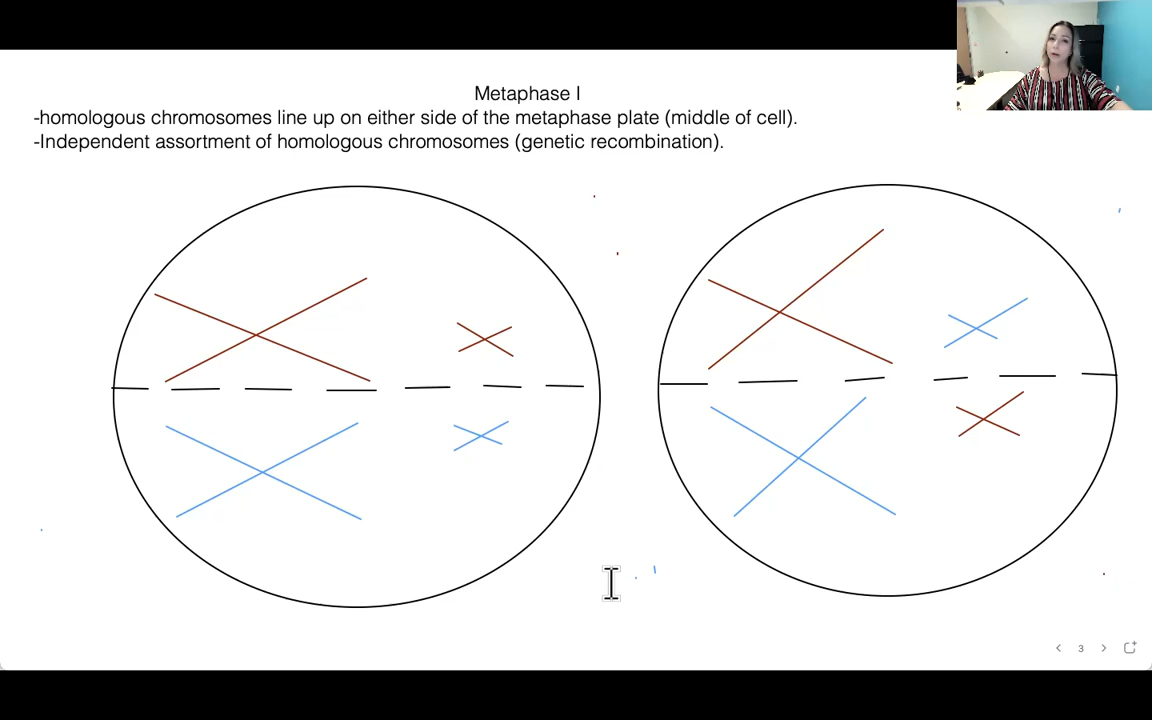 Metaphase I
-homologous chromosomes line up on either side of the metaphase plate (middle of cell).
-Independent assortment of homologous chromosomes (genetic recombination).
3